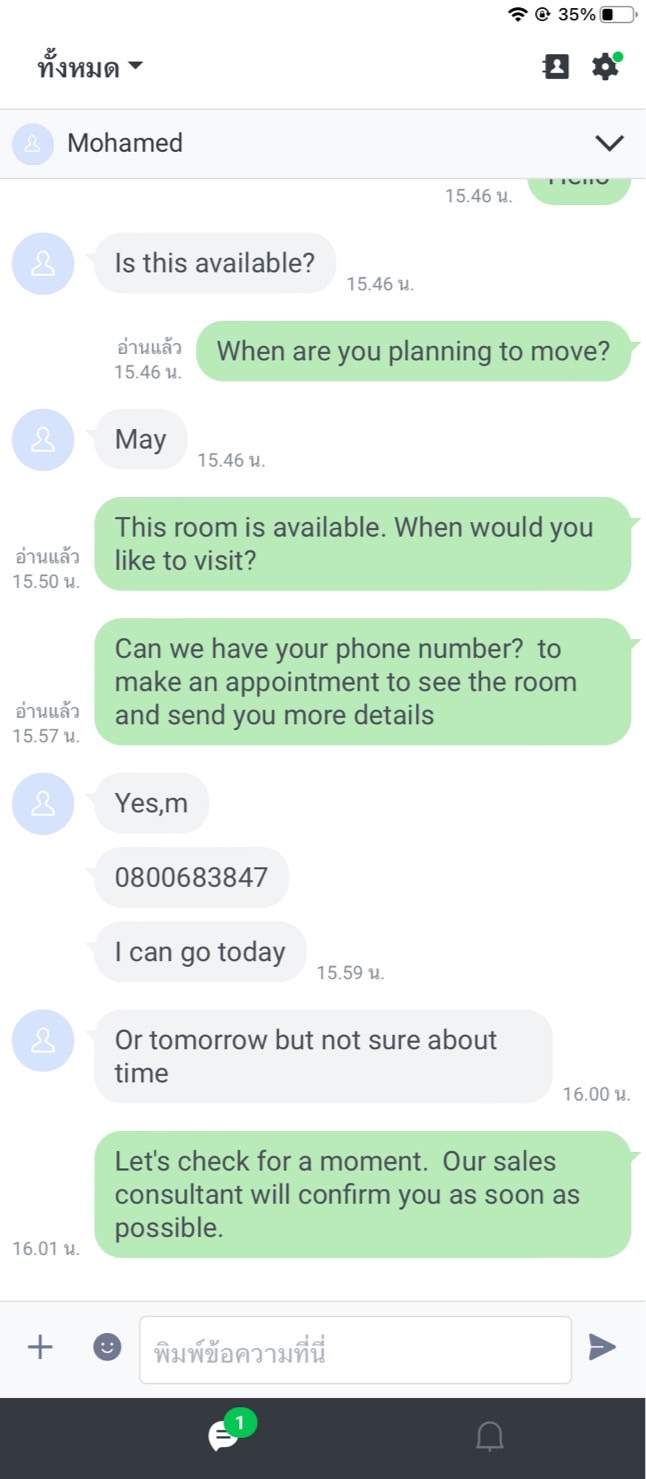 35%
ทั้งหมด
Mohamed
Hello
15.46 น.
Is this available?
15.46 น.
อ่านแล้ว
15.46 น.
When are you planning to move?
May
15.46 น.
This room is available. When would you
like to visit?
อ่านแล้ว
15.50 น.
Can we have your phone number?  to
make an appointment to see the room
and send you more details
อ่านแล้ว
15.57 น.
Yes,m
0800683847
I can go today
15.59 น.
Or tomorrow but not sure about
time
16.00 น.
Let's check for a moment.  Our sales
consultant will confirm you as soon as
possible.
16.01 น.
พิมพ์ข้อความที่นี่
1